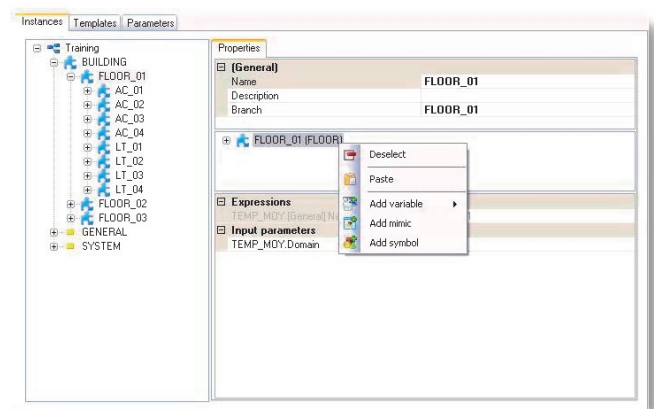 Instances Templates Parameters
Training
BUILDING
FLOOR_01
AC_01
AC_02
AC_03
AC_04
LT_01
LT_02
LT_03
LT_04
FLOOR_02
FLOOR_03
GENERAL
SYSTEM
Properties
(General)
Name FLOOR_01
Description
Branch FLOOR_01
FLOOR_01 (FLOOR)
Deselect
Paste
Add variable
Add mimic
Add symbol
Expressions
TEMP_MOY.[General]
Input parameters
TEMP_MOY.Domain